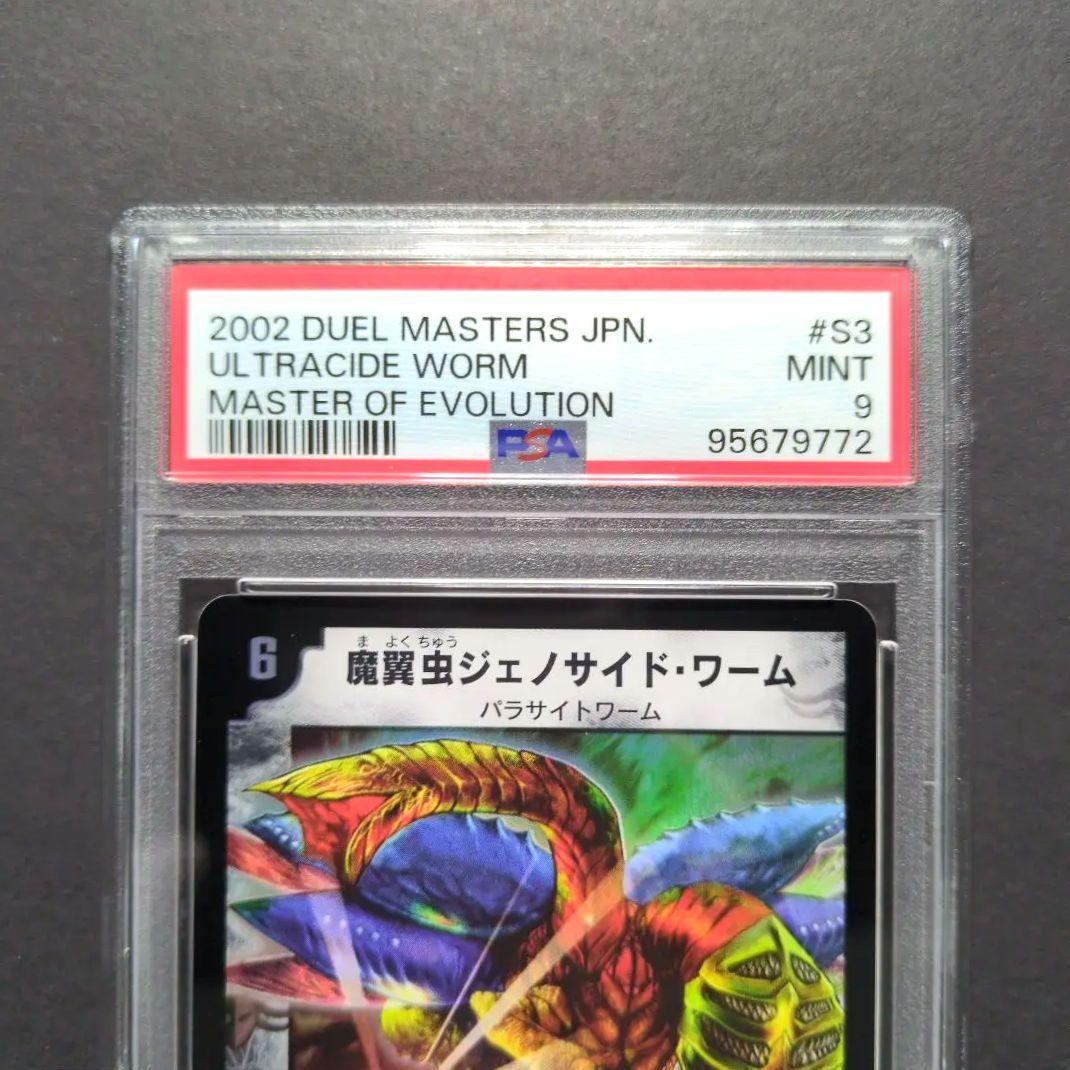 2002 DUEL MASTERS JPN. #S3
ULTRACIDE WORM MINT
MASTER OF EVOLUTION 9
PSA 95679772
6
ま よく ちゅう
魔翼虫ジェノサイド・ワーム
パラサイトワーム